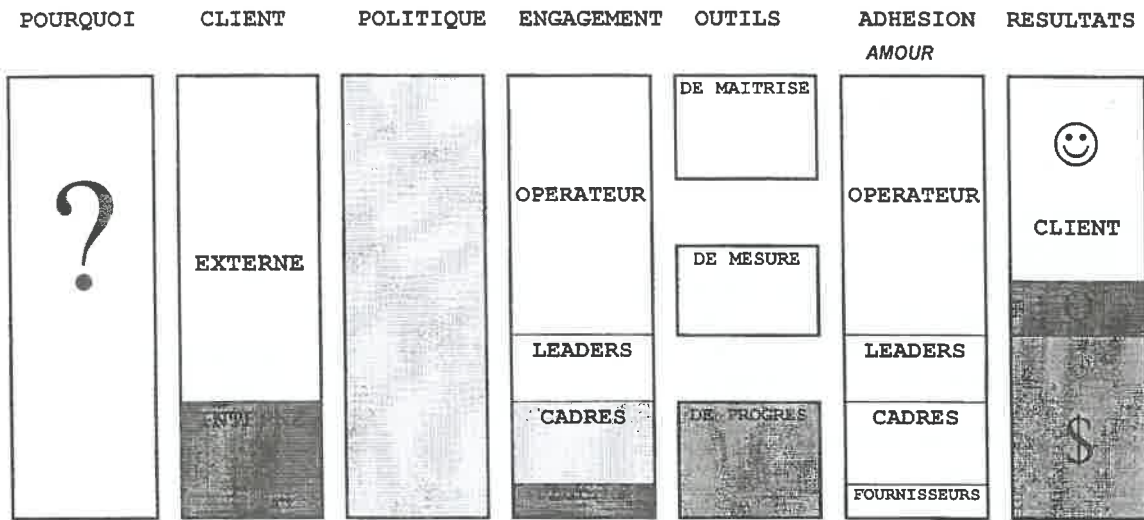 POURQUOI CLIENT POLITIQUE ENGAGEMENT OUTILS ADHESION RESULTATS
AMOUR
?
EXTERNE
OPERATEUR
LEADERS
CADRES
DE MAITRISE
DE MESURE
DE PROGRES
OPERATEUR
LEADERS
CADRES
FOURNISSEURS
CLIENT
$